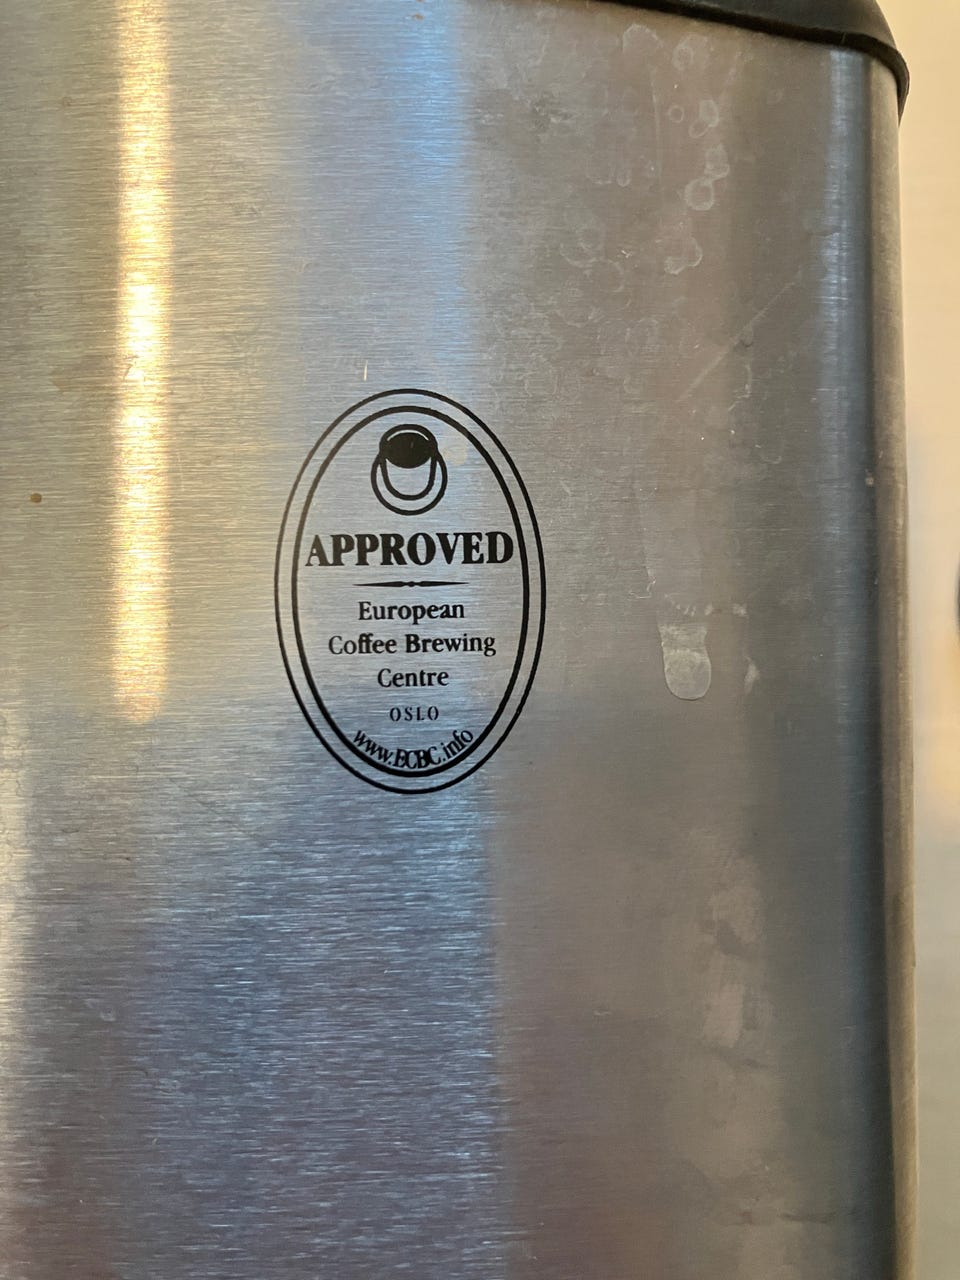 APPROVED
European
Coffee Brewing
Centre
OSLO
www.ECBC.info